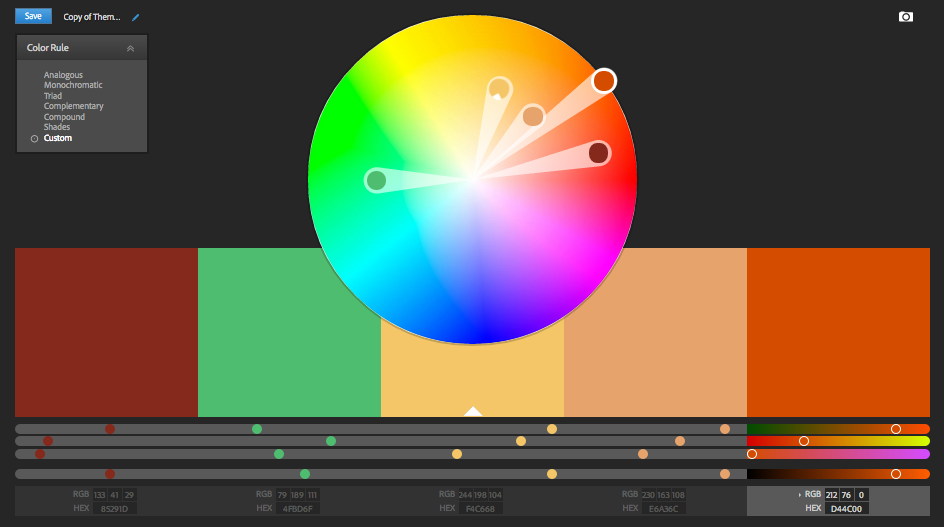 Save Copy of Them...
Color Rule
Analogous
Monochromatic
Triad
Complementary
Compound
Shades
Custom
RGB 133 41 29 RGB 79 189 111 RGB 244 198 104 RGB 230 163 108 RGB 212 76 0
HEX 85291D HEX 4FBD6F HEX F4C668 HEX E6A36C HEX D44C00